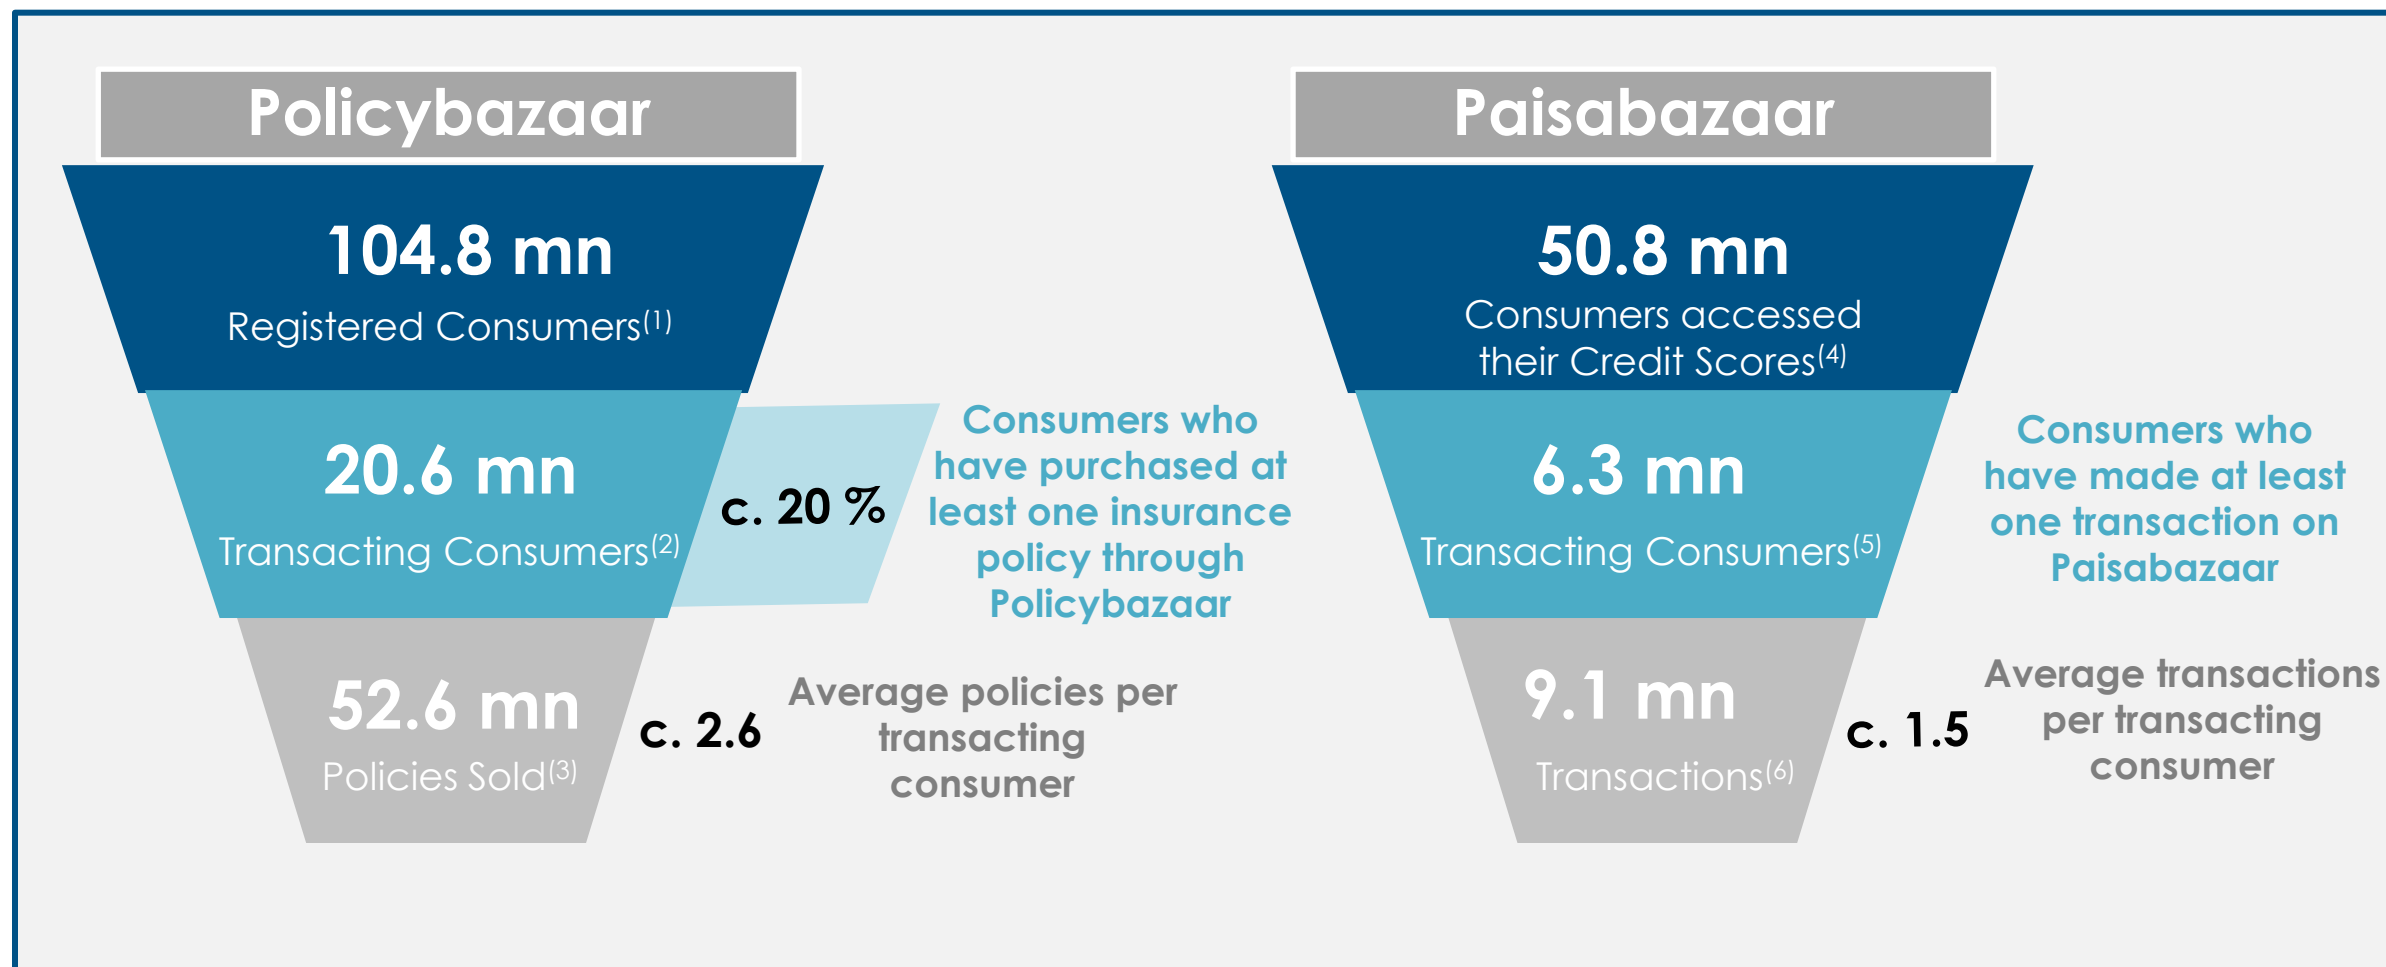 Policybazaar
104.8 mn
Registered Consumers(1)
20.6 mn
Transacting Consumers(2)
c. 20 %
Consumers who
have purchased at
least one insurance
policy through
Policybazaar
52.6 mn
Policies Sold(3)
c. 2.6
Average policies per
transacting
consumer
Paisabazaar
50.8 mn
Consumers accessed
their Credit Scores(4)
6.3 mn
Transacting Consumers(5)
Consumers who
have made at least
one transaction on
Paisabazaar
9.1 mn
Transactions(6)
c. 1.5
Average transactions
per transacting
consumer